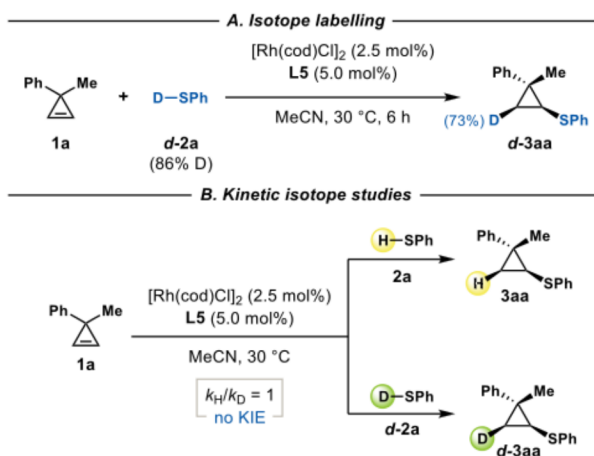 A. Isotope labelling
[Rh(cod)Cl]2 (2.5 mol%)
L5 (5.0 mol%)
MeCN, 30 °C, 6 h
Ph Me
1a
+
D–SPh
d-2a
(86% D)
Ph Me
(73%) D SPh
d-3aa
B. Kinetic isotope studies
Ph Me
1a
[Rh(cod)Cl]2 (2.5 mol%)
L5 (5.0 mol%)
MeCN, 30 °C
kH/kD = 1
no KIE
H–SPh
2a
Ph Me
H SPh
3aa
D–SPh
d-2a
Ph Me
D SPh
d-3aa